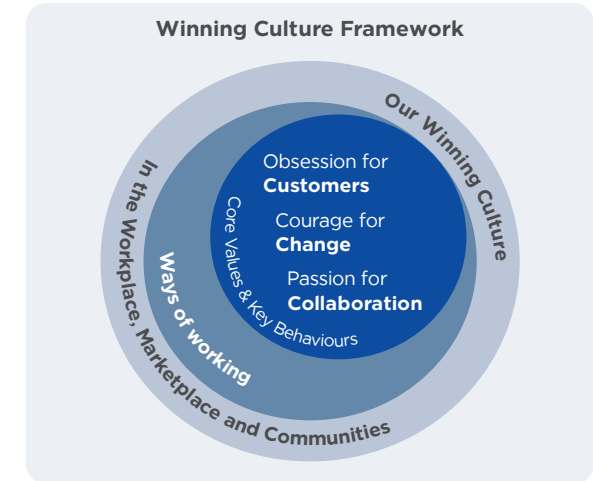 Winning Culture Framework
Our Winning Culture
In the Workplace, Marketplace and Communities
Ways of working
Core Values & Key Behaviours
Obsession for
Customers
Courage for
Change
Passion for
Collaboration